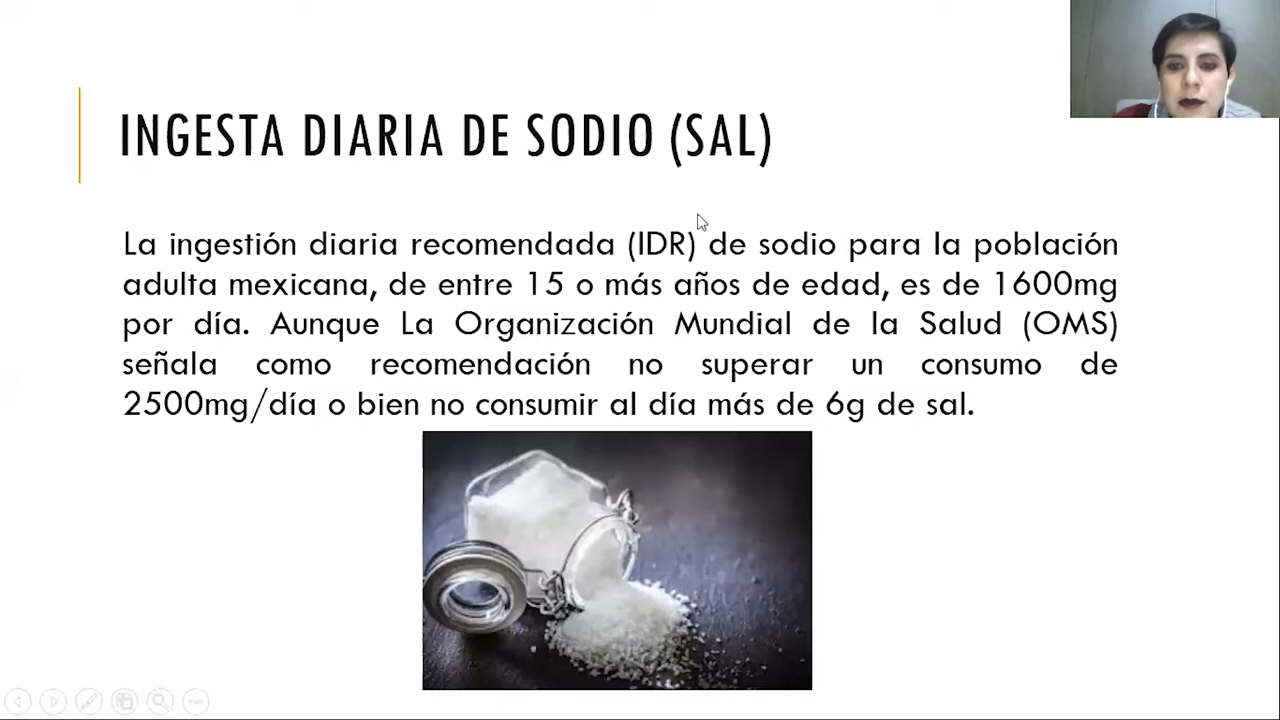 INGESTA DIARIA DE SODIO (SAL)
La ingestión diaria recomendada (IDR) de sodio para la población
adulta mexicana, de entre 15 o más años de edad, es de 1600mg
por día. Aunque La Organización Mundial de la Salud (OMS)
señala como recomendación no superar un consumo de
2500mg/día o bien no consumir al día más de 6g de sal.